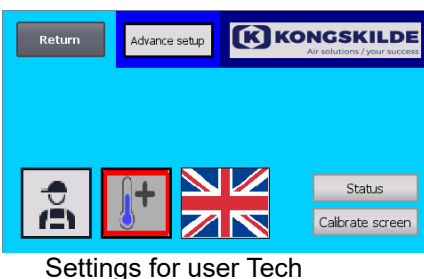 Return
Advance setup
K KONGSKILDE
Air solutions / your success
Status
Calibrate screen
Settings for user Tech